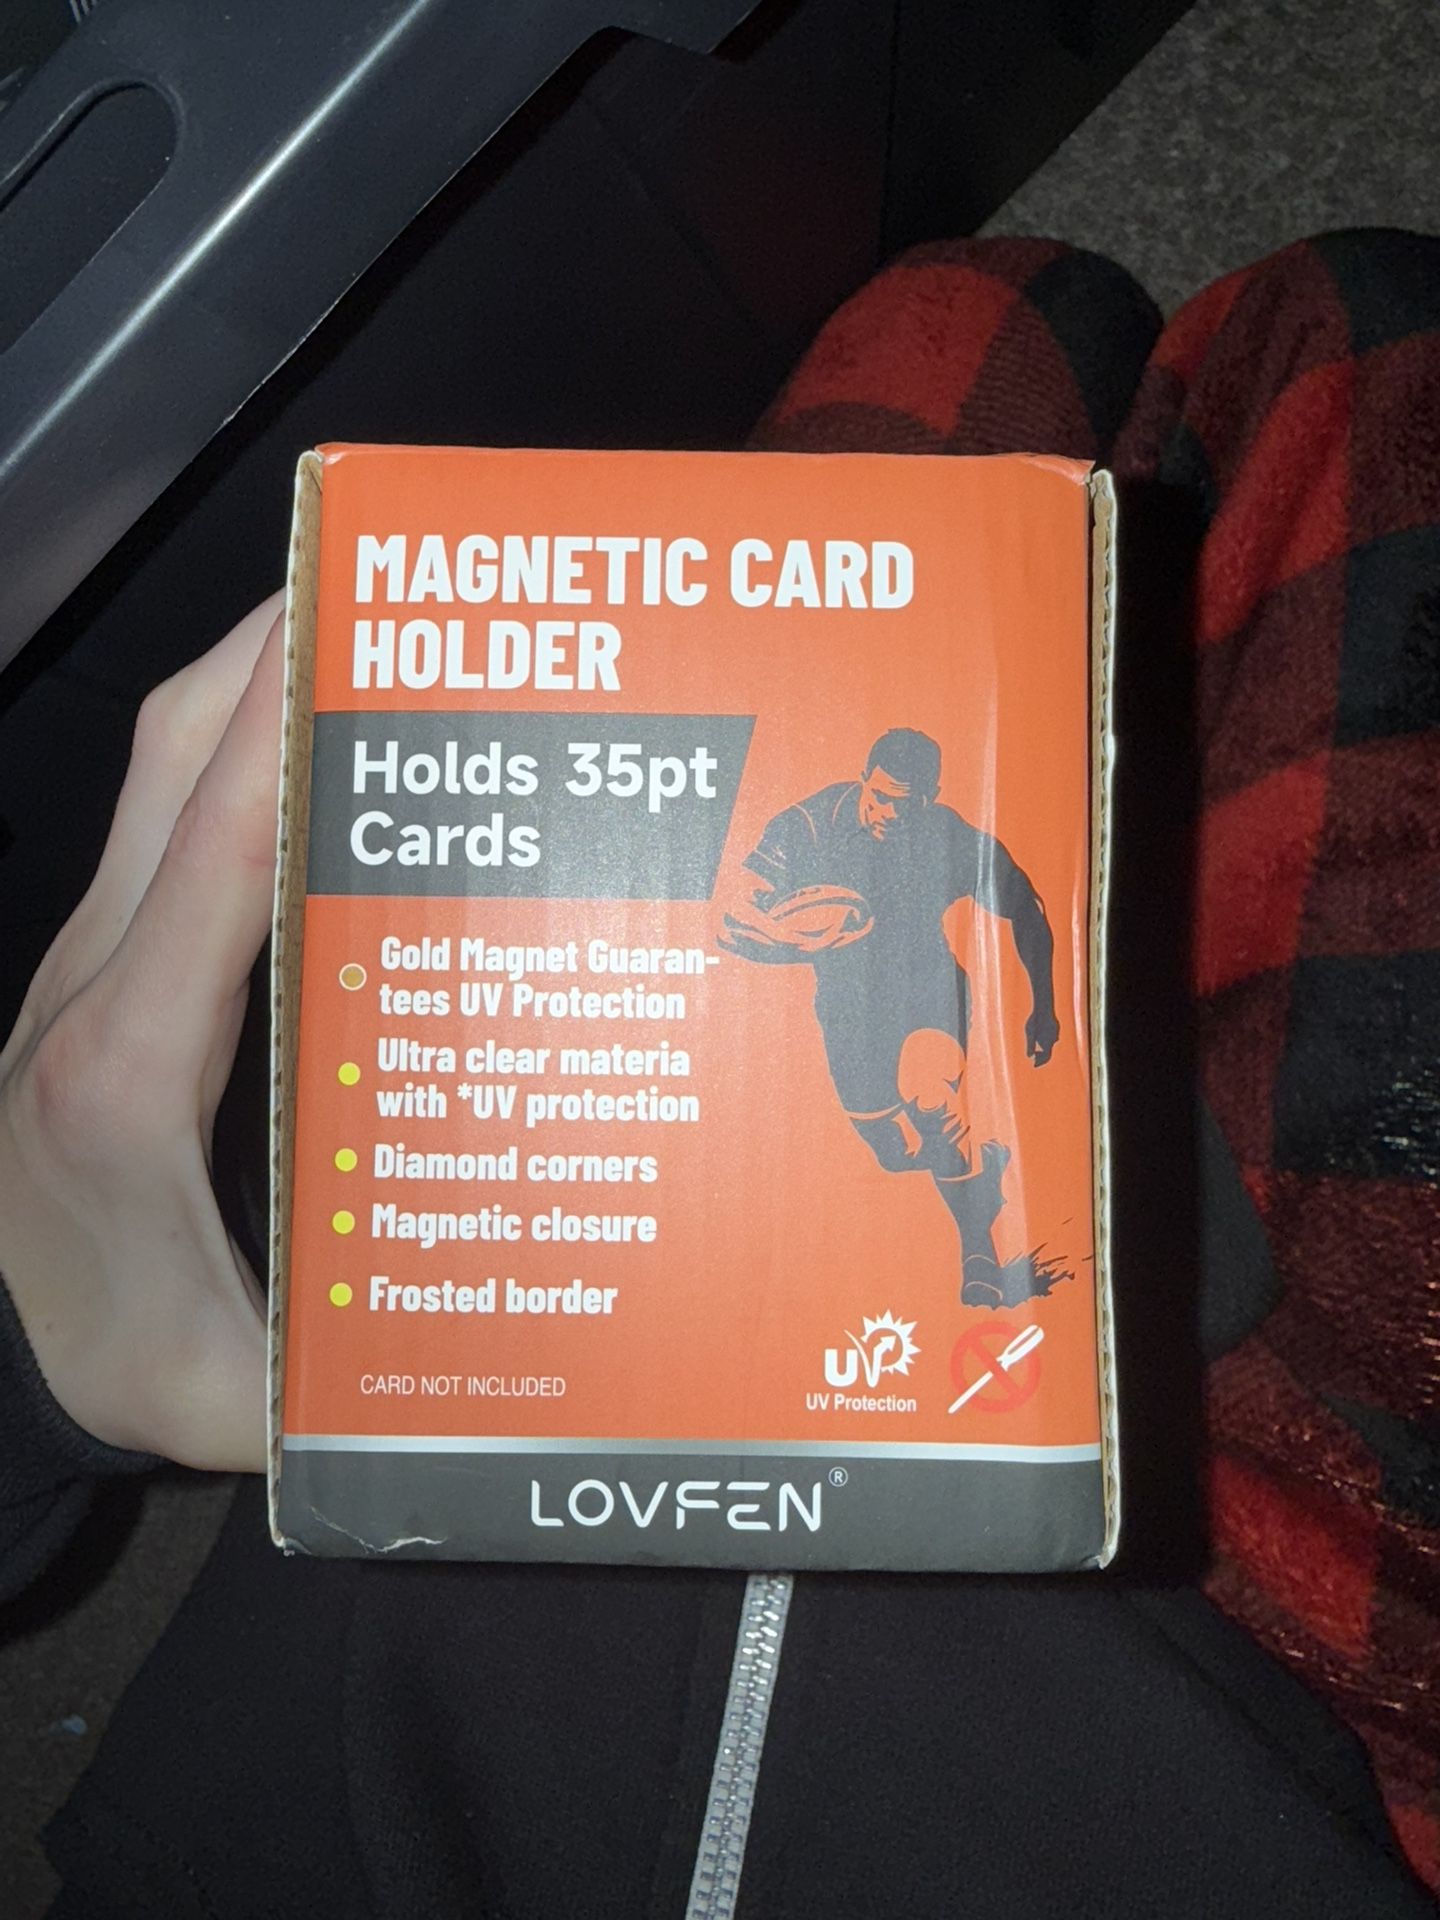 MAGNETIC CARD
HOLDER
Holds 35pt
Cards
Gold Magnet Guaran-
tees UV Protection
Ultra clear materia
with *UV protection
Diamond corners
Magnetic closure
Frosted border
CARD NOT INCLUDED
UV
UV Protection
LOVFEN®